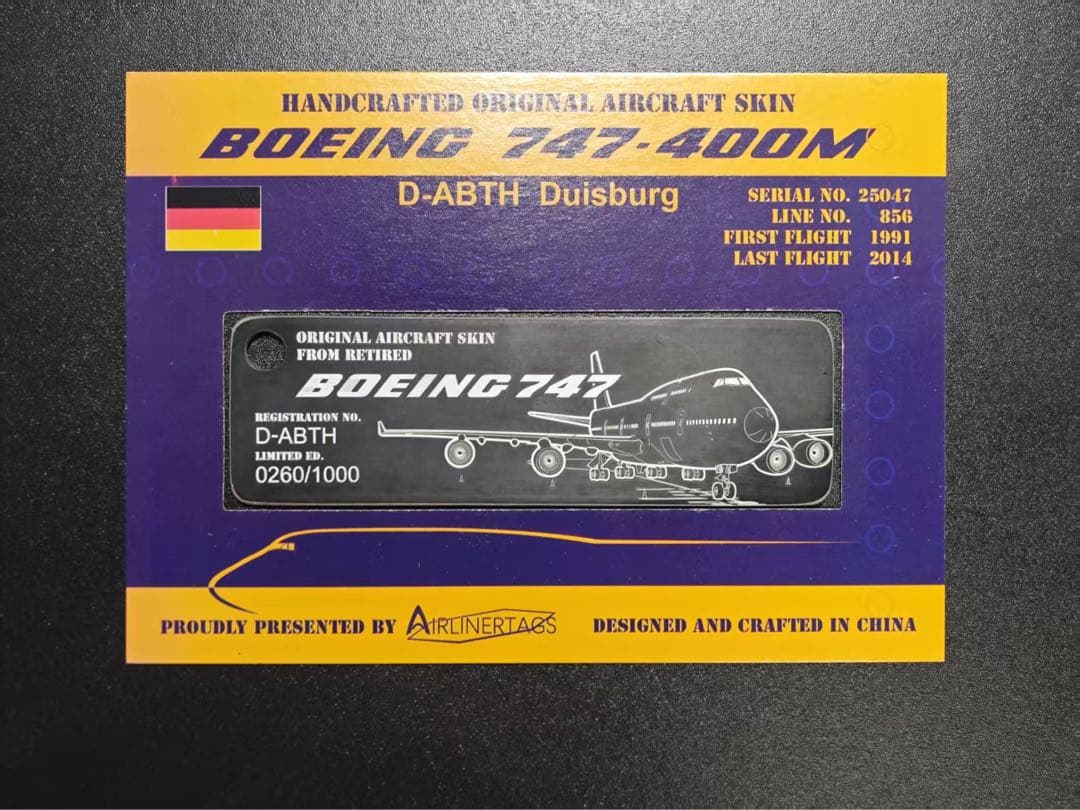 HANDCRAFTED ORIGINAL AIRCRAFT SKIN
BOEING 747-400M
D-ABTH Duisburg
SERIAL NO. 25047
LINE NO. 856
FIRST FLIGHT 1991
LAST FLIGHT 2014
ORIGINAL AIRCRAFT SKIN
FROM RETIRED
BOEING 747
REGISTRATION NO.
D-ABTH
LIMITED ED.
0260/1000
PROUDLY PRESENTED BY AIRLINERTAGS DESIGNED AND CRAFTED IN CHINA